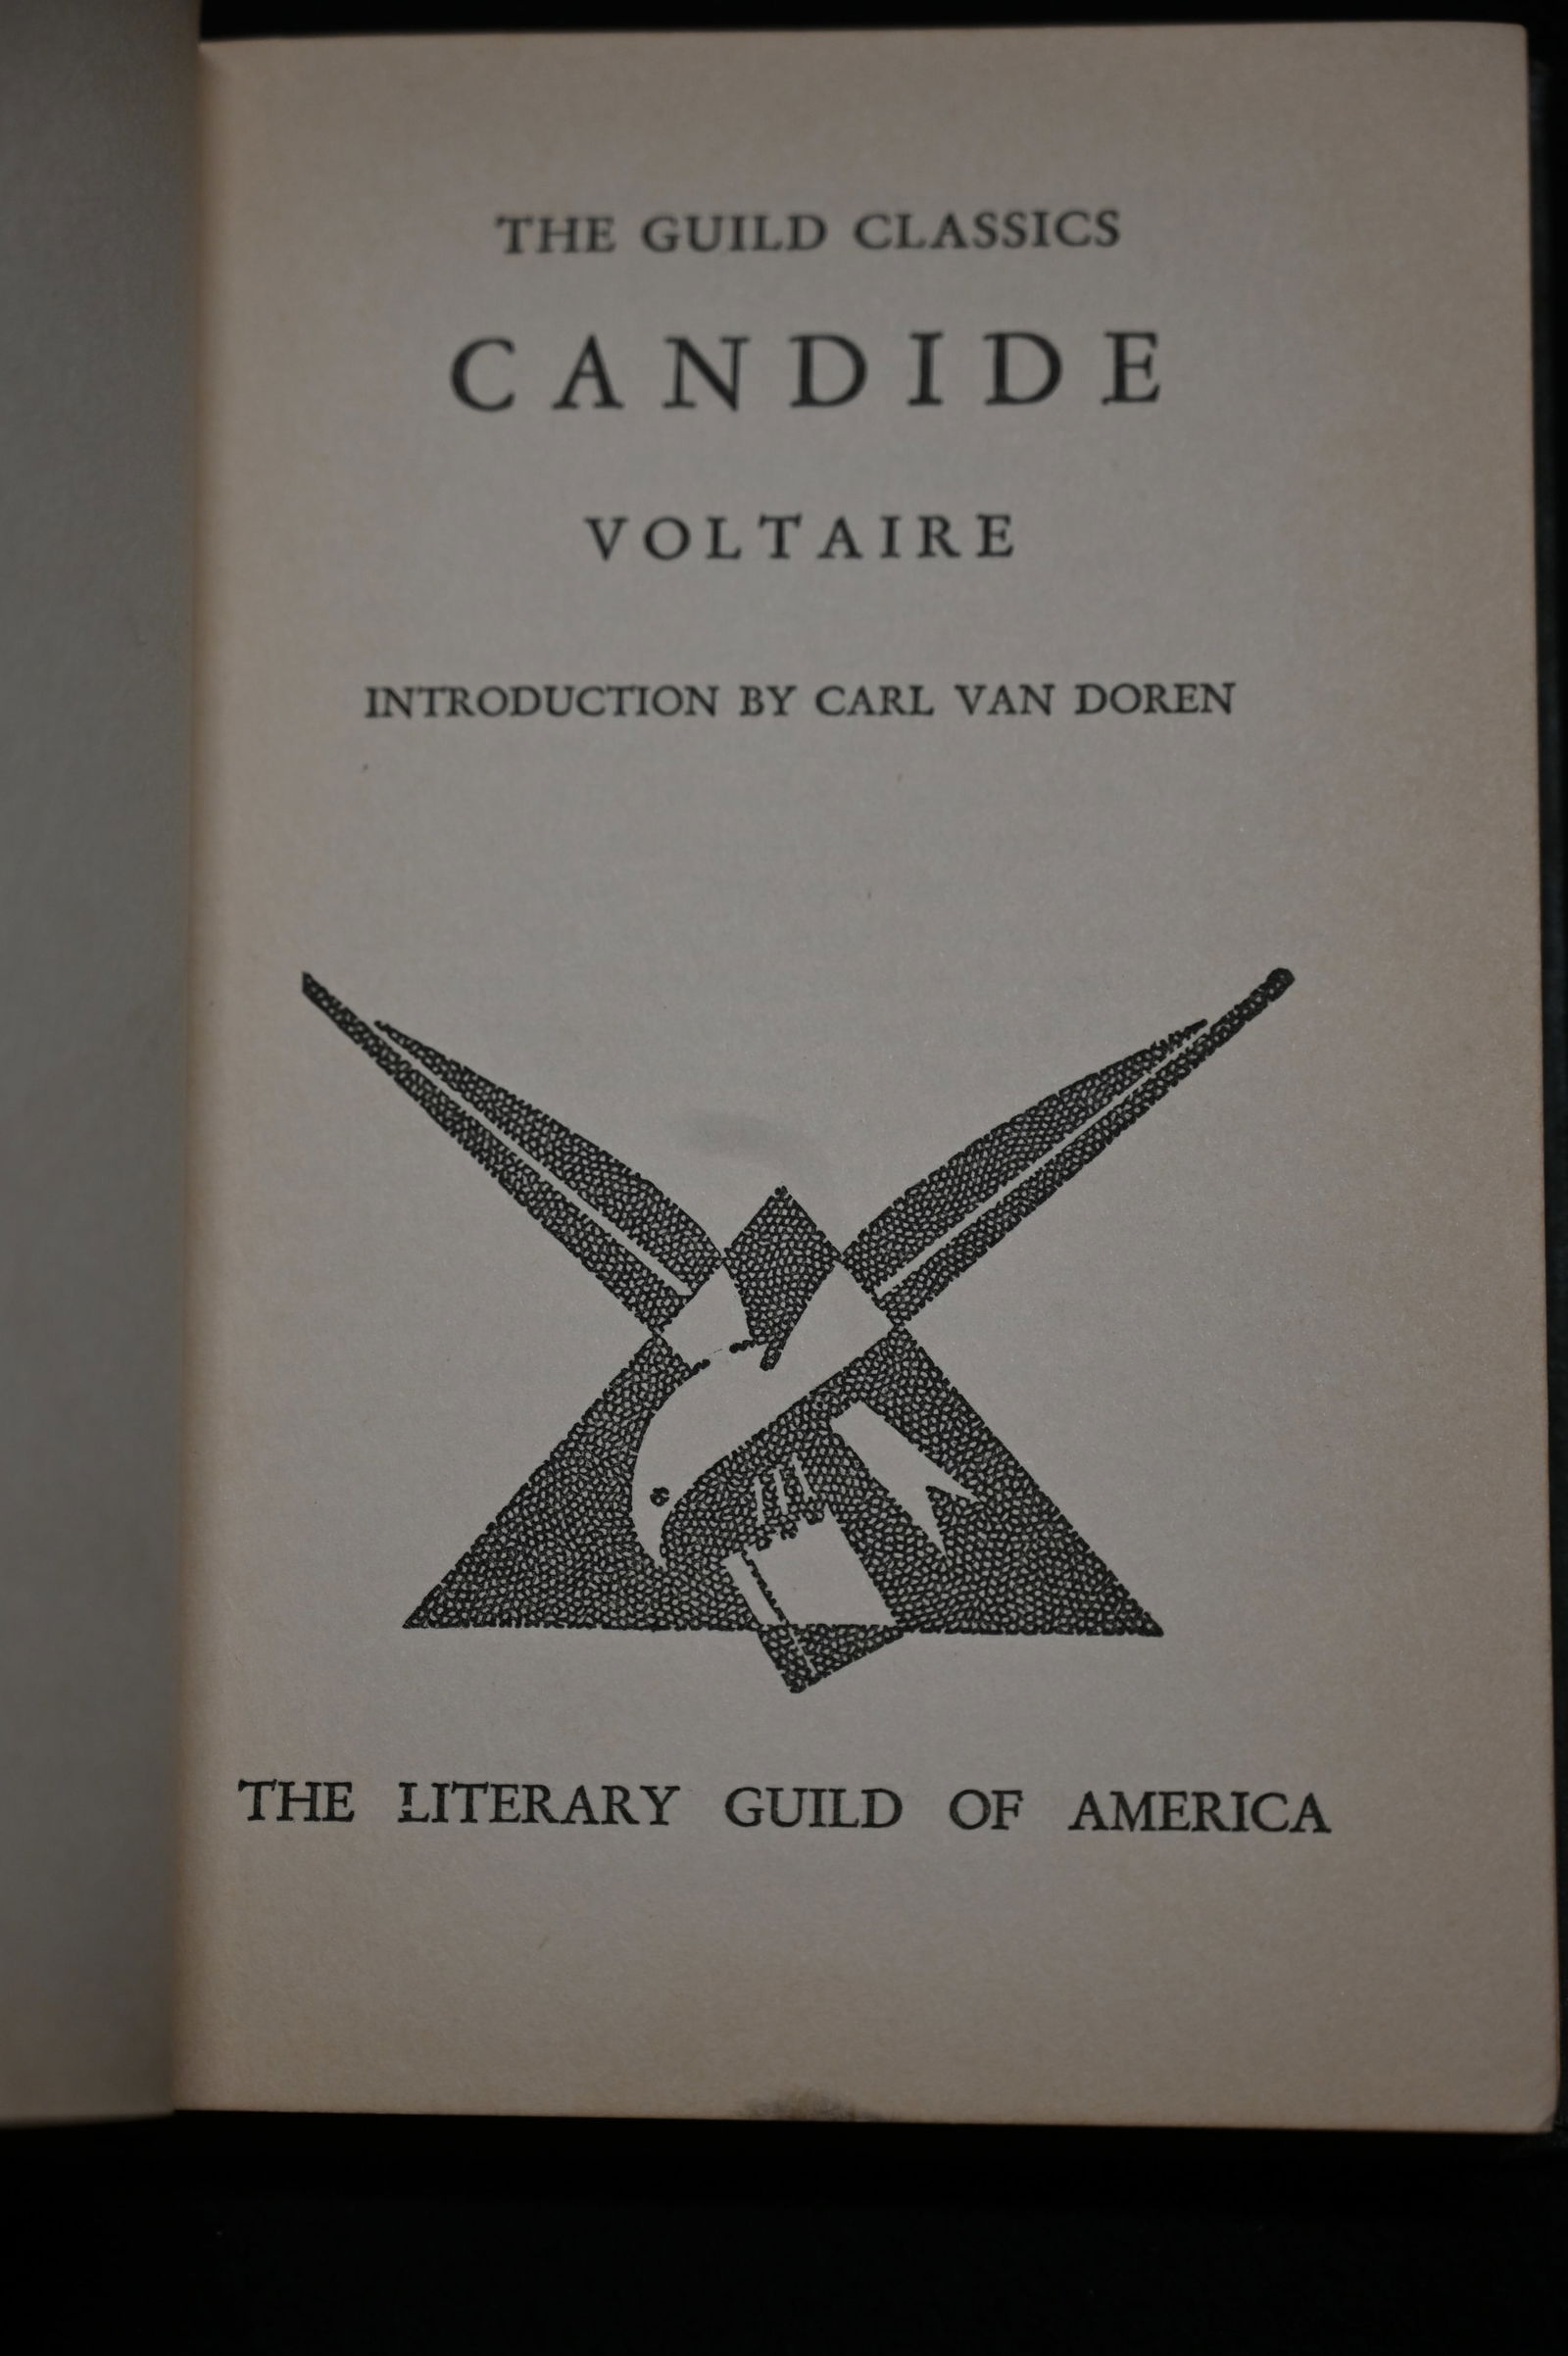 THE GUILD CLASSICS
CANDIDE
VOLTAIRE
INTRODUCTION BY CARL VAN DOREN
THE LITERARY GUILD OF AMERICA